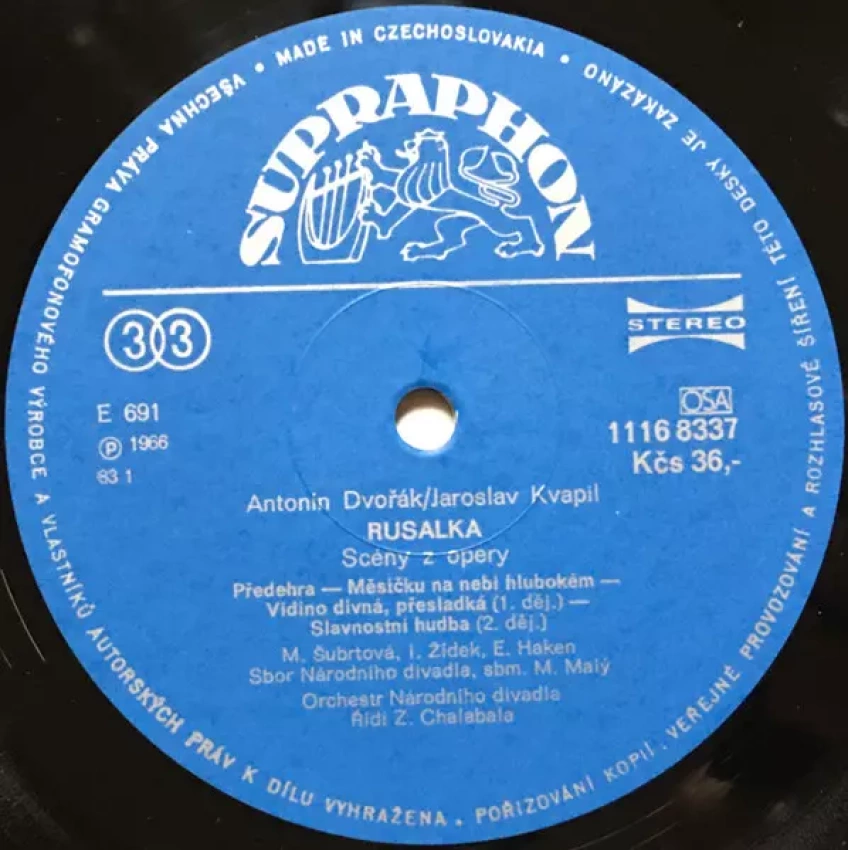 VŠECHNA PRÁVA GRAMOFONOVÉHO VÝROBCE A VLASTNÍKŮ AUTORSKÝCH PRÁV K DÍLU VYHRAŽENA. POŘIZOVÁNÍ KOPIÍ, VEŘEJNÉ PROVOZOVÁNÍ A ROZHLASOVÉ ŠÍŘENÍ TÉTO DESKY JE ZAKÁZÁNO • MADE IN CZECHOSLOVAKIA •
SUPRAPHON
33
STEREO
E 691
Ⓟ 1966
83 1
OSA
1116 8337
Kčs 36,-
Antonín Dvořák/Jaroslav Kvapil
RUSALKA
Scény z opery
Předehra — Měsíčku na nebi hlubokém —
Vidino divná, přesladká (1. děj.) —
Slavnostní hudba (2. děj.)
M. Šubrtová, I. Žídek, E. Haken
Sbor Národního divadla, sbm. M. Malý
Orchestr Národního divadla
Řídí Z. Chalabala